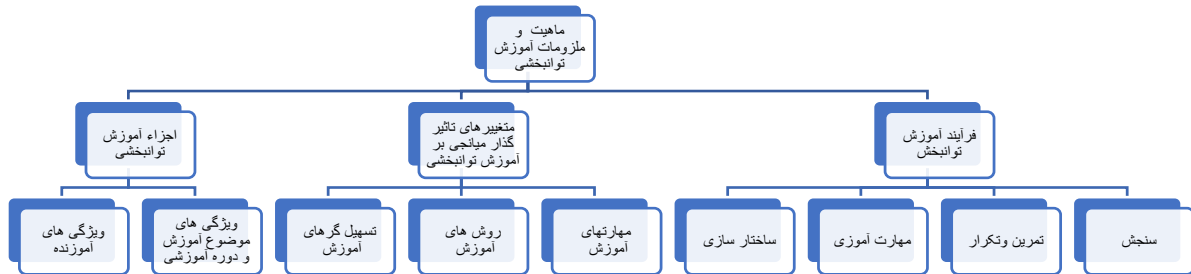 ماهیت و
ملزومات آموزش
توانبخشی
فرآیند آموزش
توانبخش
متغییرهای تاثیر
گذار میانجی بر
آموزش توانبخشی
اجزاء آموزش
توانبخشی
سنجش
تمرین وتکرار
مهارت آموزی
ساختار سازی
مهارتهای
آموزش
روش های
آموزش
تسهیل گرهای
آموزش
ویژگی های
موضوع آموزش
و دوره آموزشی
ویژگی های
آموزنده